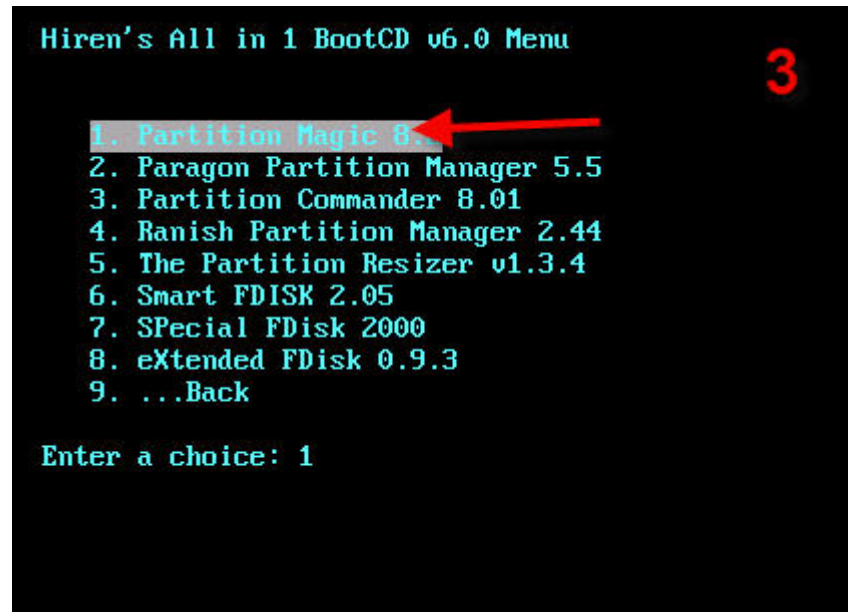 Hiren's All in 1 BootCD v6.0 Menu
3
1. Partition Magic 8.
2. Paragon Partition Manager 5.5
3. Partition Commander 8.01
4. Ranish Partition Manager 2.44
5. The Partition Resizer v1.3.4
6. Smart FDISK 2.05
7. SPecial FDisk 2000
8. eXtended FDisk 0.9.3
9. ...Back
Enter a choice: 1